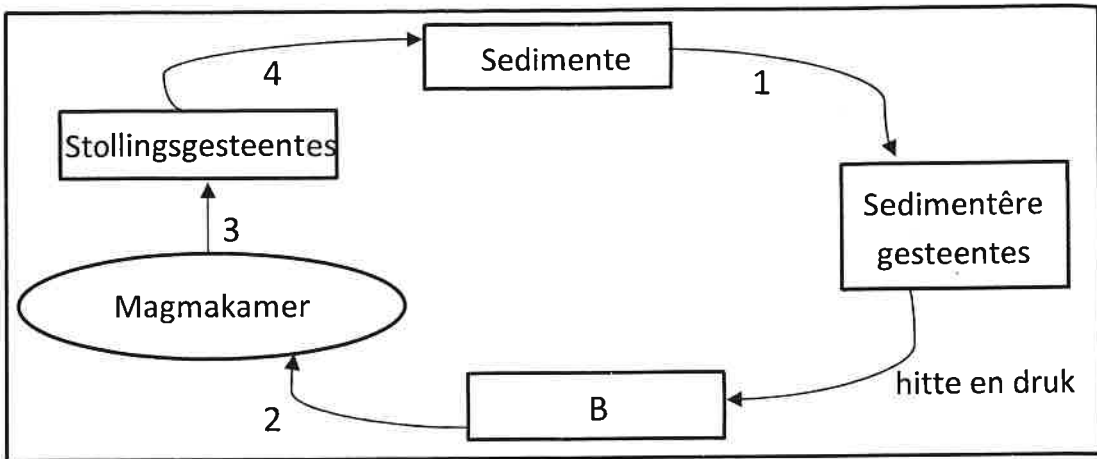 4
Sedimente
1
Stollingsgesteentes
Sedimentêre
gesteentes
3
Magmakamer
hitte en druk
B
2